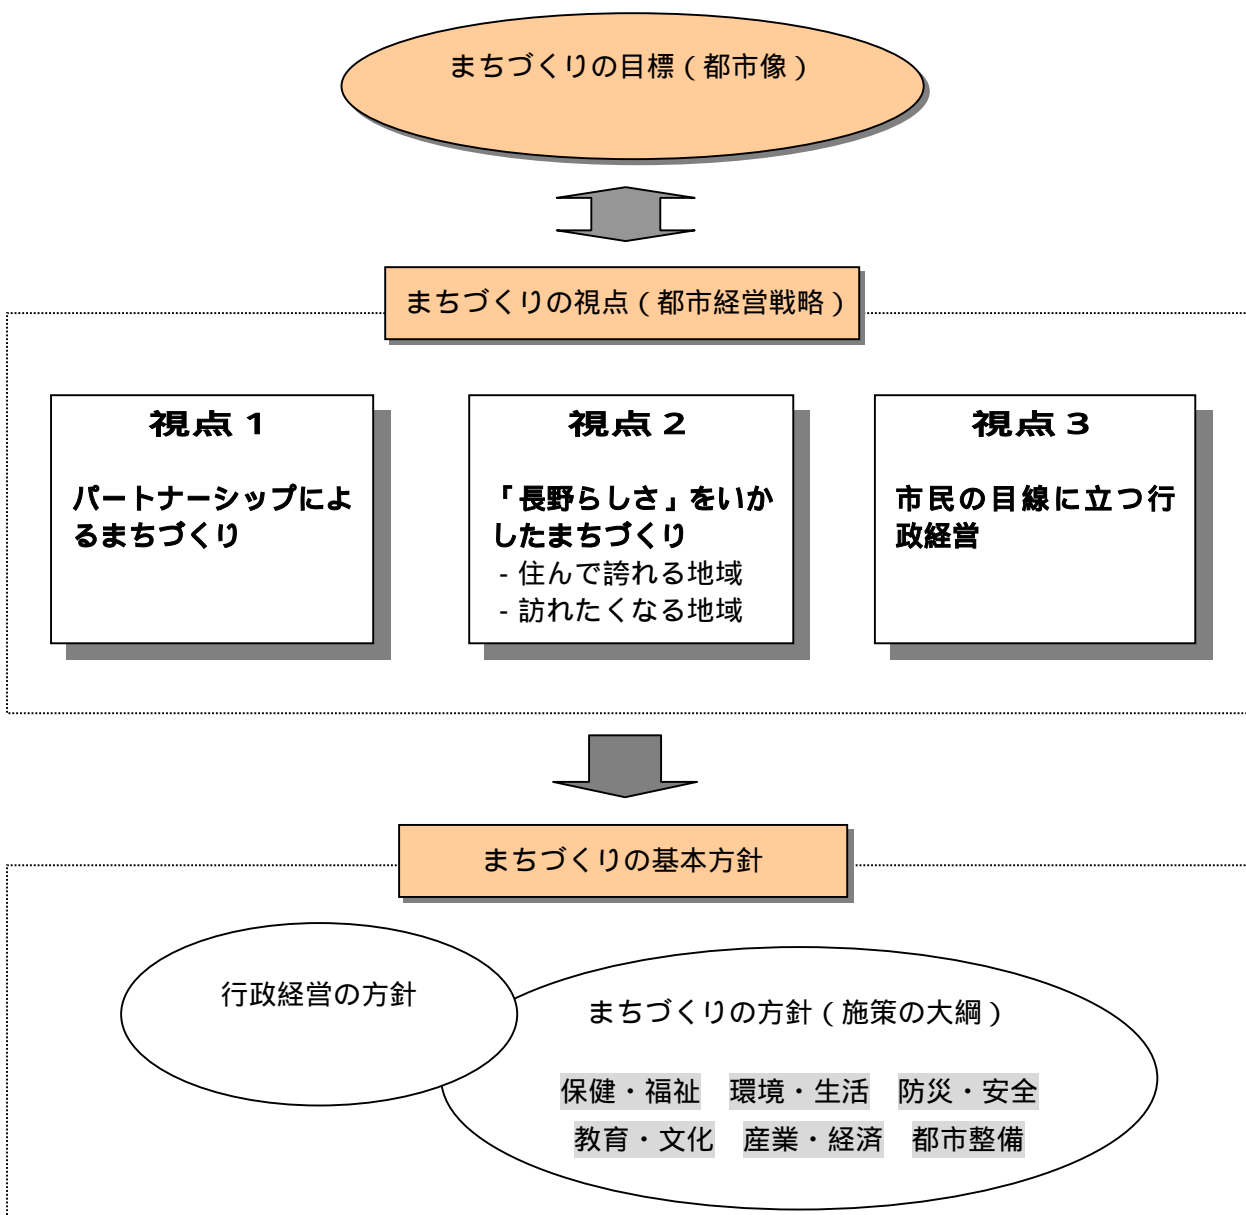 まちづくりの目標（都市像）
まちづくりの視点（都市経営戦略）
視点１
パートナーシップによ
るまちづくり
視点２
「長野らしさ」をいか
したまちづくり
- 住んで誇れる地域
- 訪れたくなる地域
視点３
市民の目線に立つ行
政経営
まちづくりの基本方針
行政経営の方針
まちづくりの方針（施策の大綱）
保健・福祉　環境・生活　防災・安全
教育・文化　産業・経済　都市整備